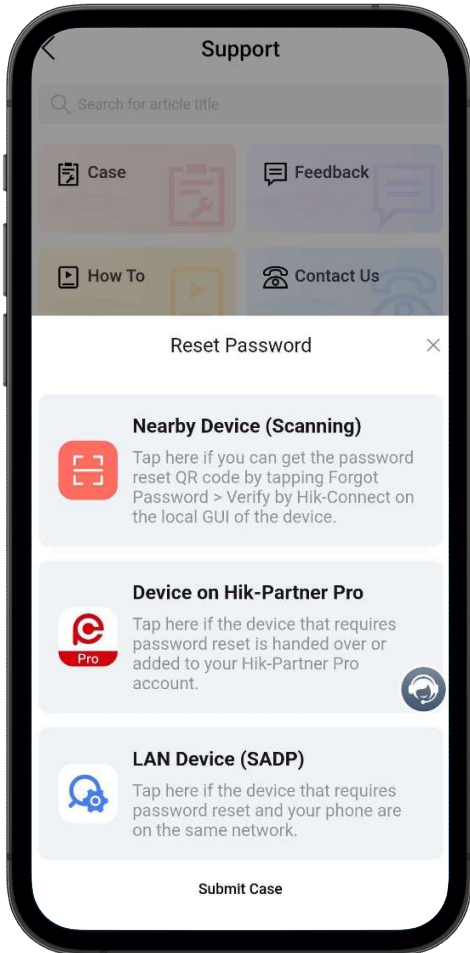 Support
Search for article title
Case
Feedback
How To
Contact Us
Reset Password
Nearby Device (Scanning)
Tap here if you can get the password
reset QR code by tapping Forgot
Password > Verify by Hik-Connect on
the local GUI of the device.
Device on Hik-Partner Pro
Tap here if the device that requires
password reset is handed over or
added to your Hik-Partner Pro
account.
Pro
LAN Device (SADP)
Tap here if the device that requires
password reset and your phone are
on the same network.
Submit Case